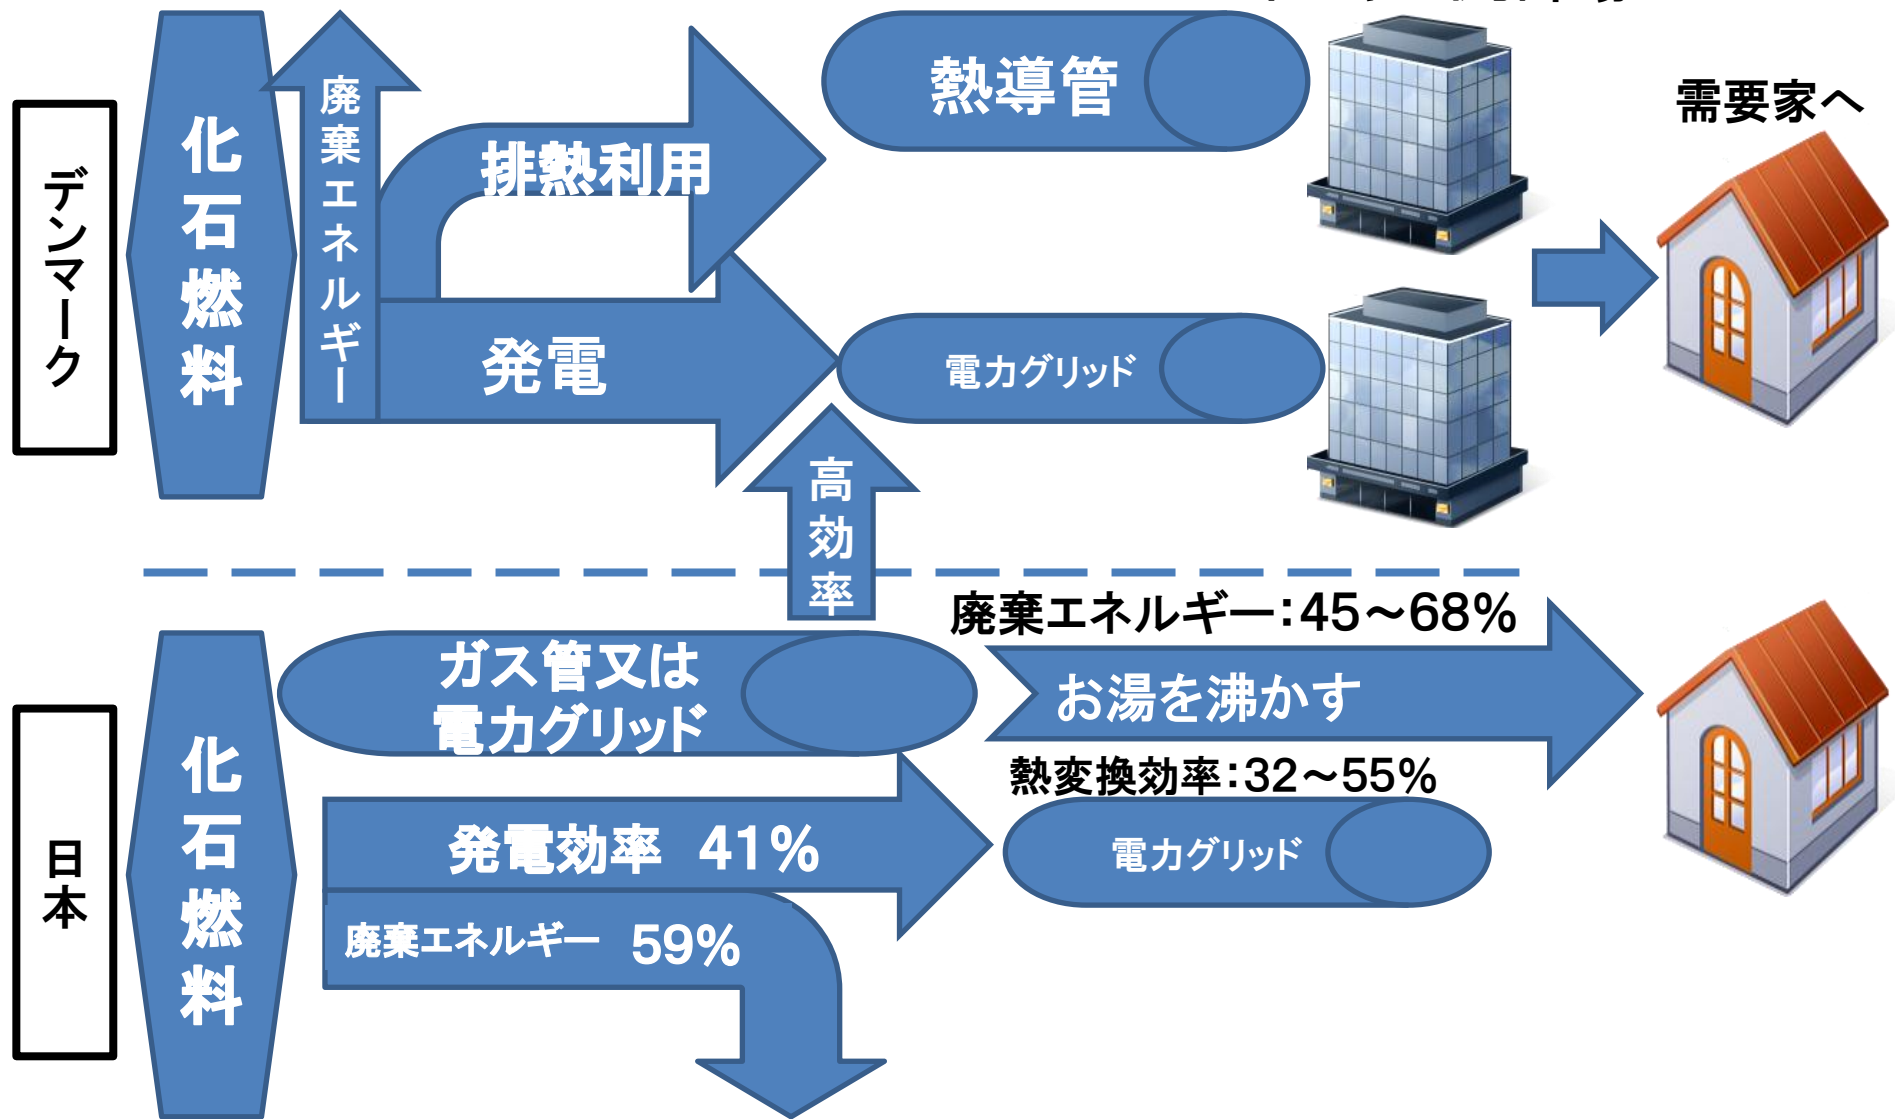 デンマーク
化石燃料
廃棄エネルギー
排熱利用
熱導管
発電
電力グリッド
需要家へ
高効率
日本
化石燃料
ガス管又は
電力グリッド
廃棄エネルギー：45～68%
お湯を沸かす
熱変換効率：32～55%
発電効率 41%
電力グリッド
廃棄エネルギー 59%